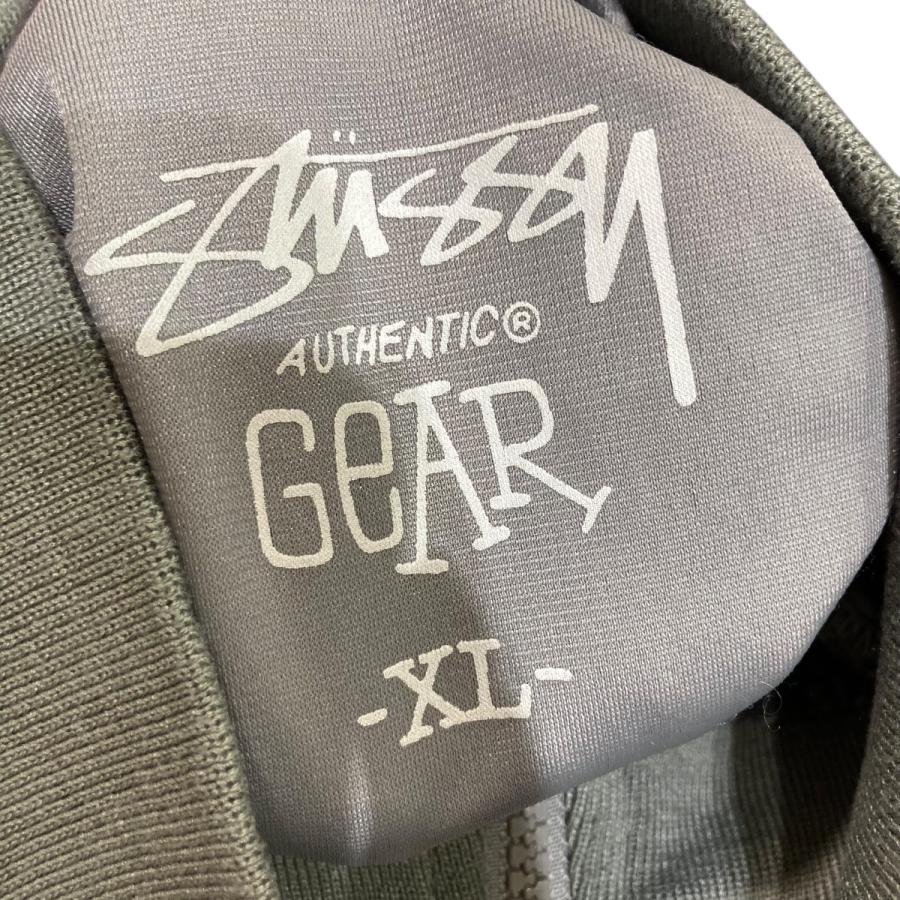 Stüssy
AUTHENTIC®
GeAR
-XL-